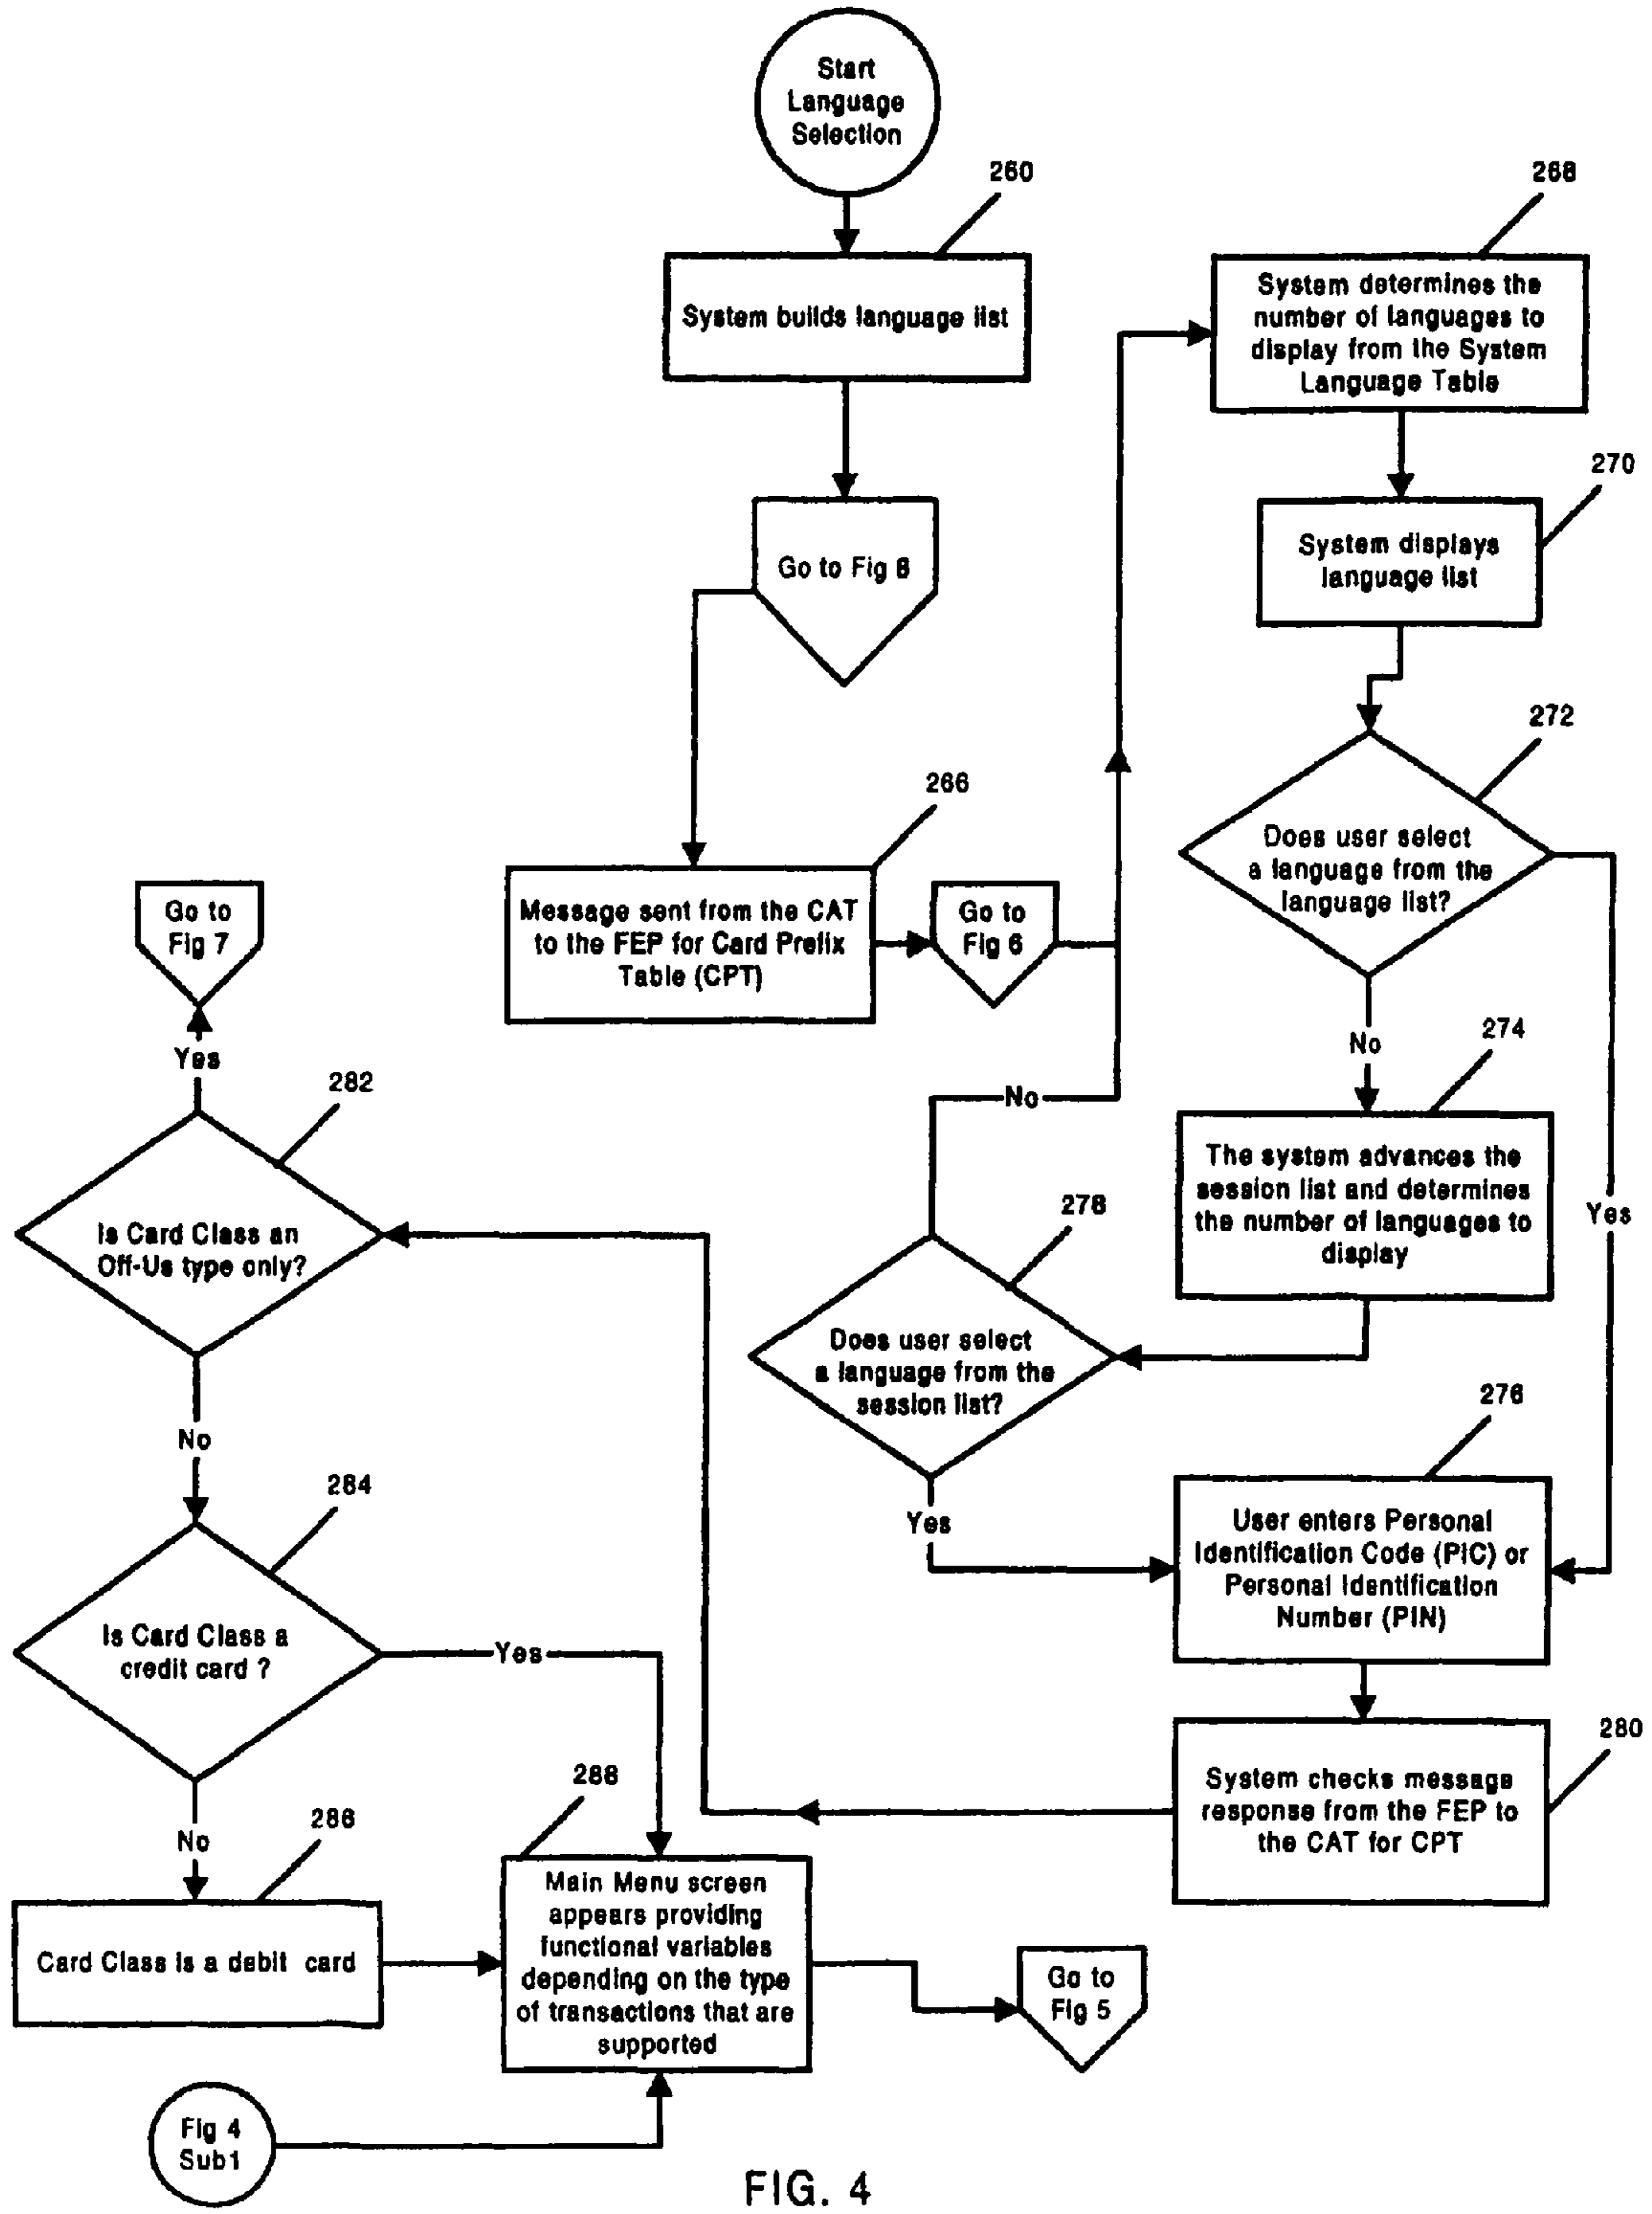 Start
Language
Selection
260
System builds language list
Go to Fig 8
266
Message sent from the CAT
to the FEP for Card Prefix
Table (CPT)
Go to
Fig 6
268
System determines the
number of languages to
display from the System
Language Table
270
System displays
language list
272
Does user select
a language from the
language list?
No
Yes
274
The system advances the
session list and determines
the number of languages to
display
278
Does user select
a language from the
session list?
No
Yes
276
User enters Personal
Identification Code (PIC) or
Personal Identification
Number (PIN)
280
System checks message
response from the FEP to
the CAT for CPT
Go to
Fig 7
Yes
282
Is Card Class an
Off-Us type only?
No
284
Is Card Class a
credit card ?
Yes
No
286
Card Class is a debit card
288
Main Menu screen
appears providing
functional variables
depending on the type
of transactions that are
supported
Go to
Fig 5
Fig 4
Sub1
FIG. 4